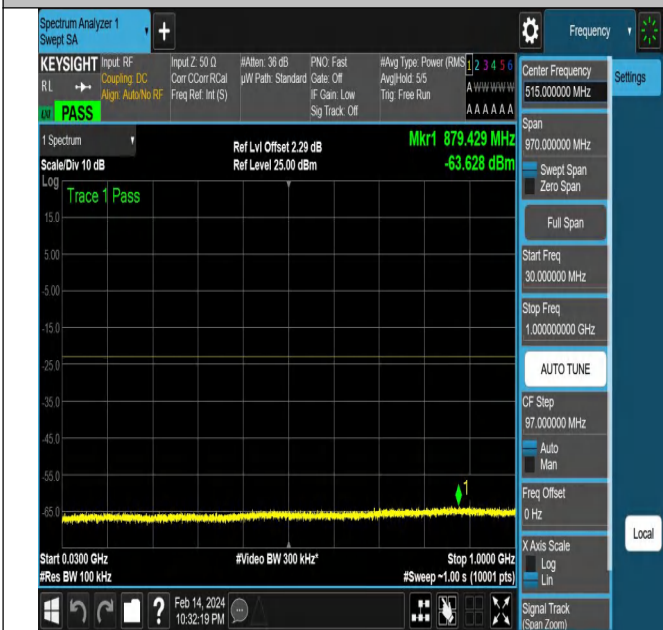 Spectrum Analyzer 1
Swept SA
+
Frequency
KEYSIGHT
RL
LNI PASS
Input: RF
Coupling: DC
Align: Auto/No RF
Input Z: 50 Ω
Corr CCorr RCal
Freq Ref: Int (S)
#Atten: 36 dB
µW Path: Standard
PNO: Fast
Gate: Off
IF Gain: Low
Sig Track: Off
#Avg Type: Power (RMS
Avg|Hold: 5/5
Trig: Free Run
1 2 3 4 5 6
A W W W W W
A A A A A A
1 Spectrum
Scale/Div 10 dB
Log
Ref Lvl Offset 2.29 dB
Ref Level 25.00 dBm
Mkr1 879.429 MHz
-63.628 dBm
Trace 1 Pass
15.0
5.00
-5.00
-15.0
-25.0
-35.0
-45.0
-55.0
-65.0
1
Start 0.0300 GHz
#Res BW 100 kHz
#Video BW 300 kHz*
Stop 1.0000 GHz
#Sweep ~1.00 s (10001 pts)
?
Feb 14, 2024
10:32:19 PM
Center Frequency
515.000000 MHz
Settings
Span
970.000000 MHz
Swept Span
Zero Span
Full Span
Start Freq
30.000000 MHz
Stop Freq
1.000000000 GHz
AUTO TUNE
CF Step
97.000000 MHz
Auto
Man
Freq Offset
0 Hz
X Axis Scale
Log
Lin
Local
Signal Track
(Span Zoom)